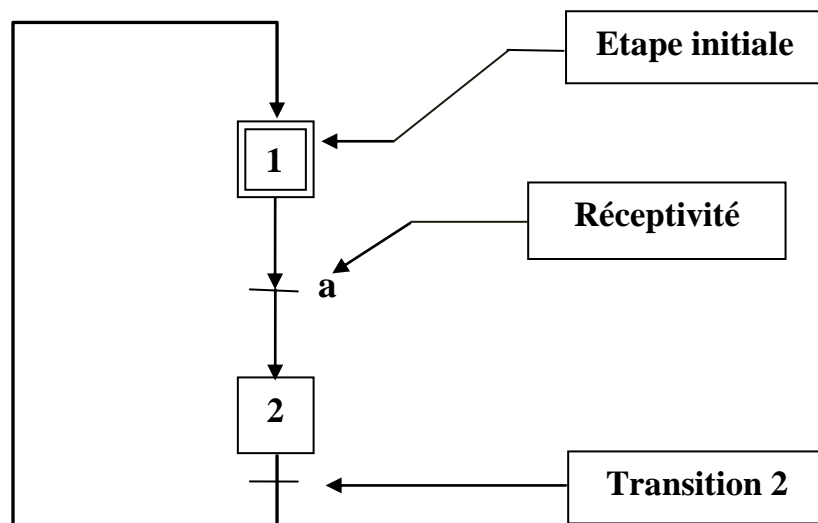 Etape initiale
1
Réceptivité
a
2
Transition 2